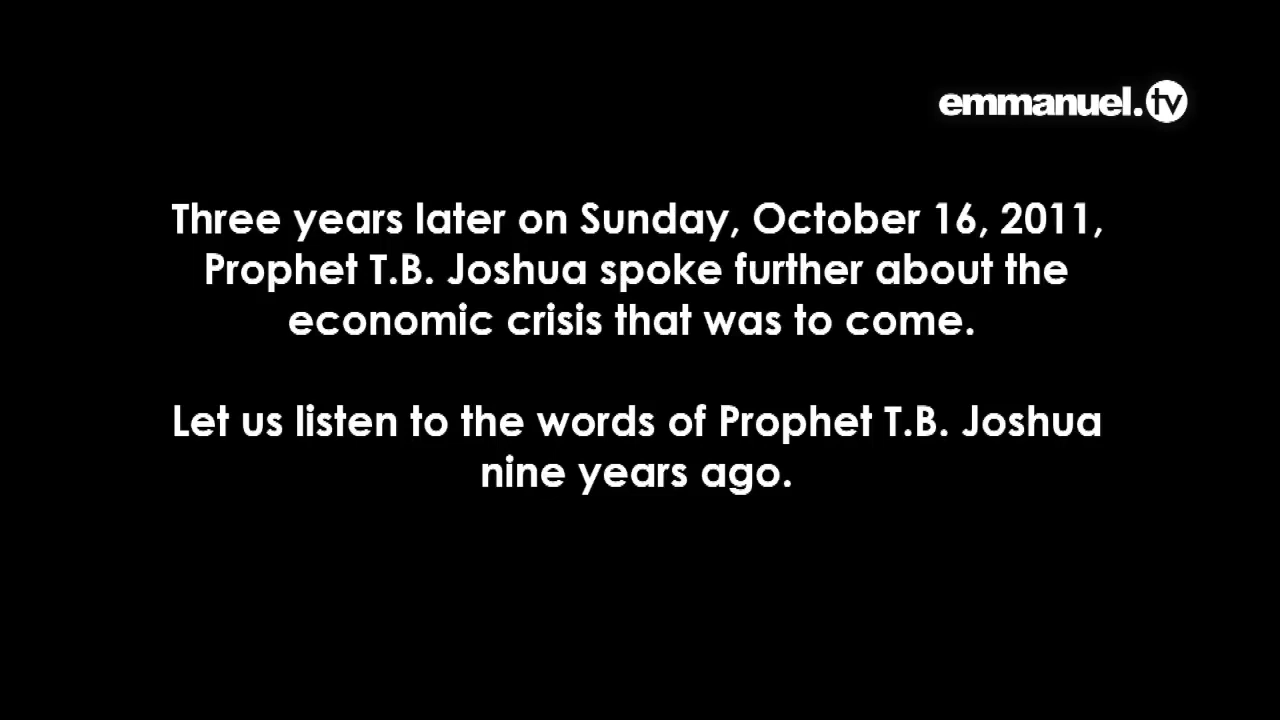 emmanuel.tv
Three years later on Sunday, October 16, 2011,
Prophet T.B. Joshua spoke further about the
economic crisis that was to come.
Let us listen to the words of Prophet T.B. Joshua
nine years ago.